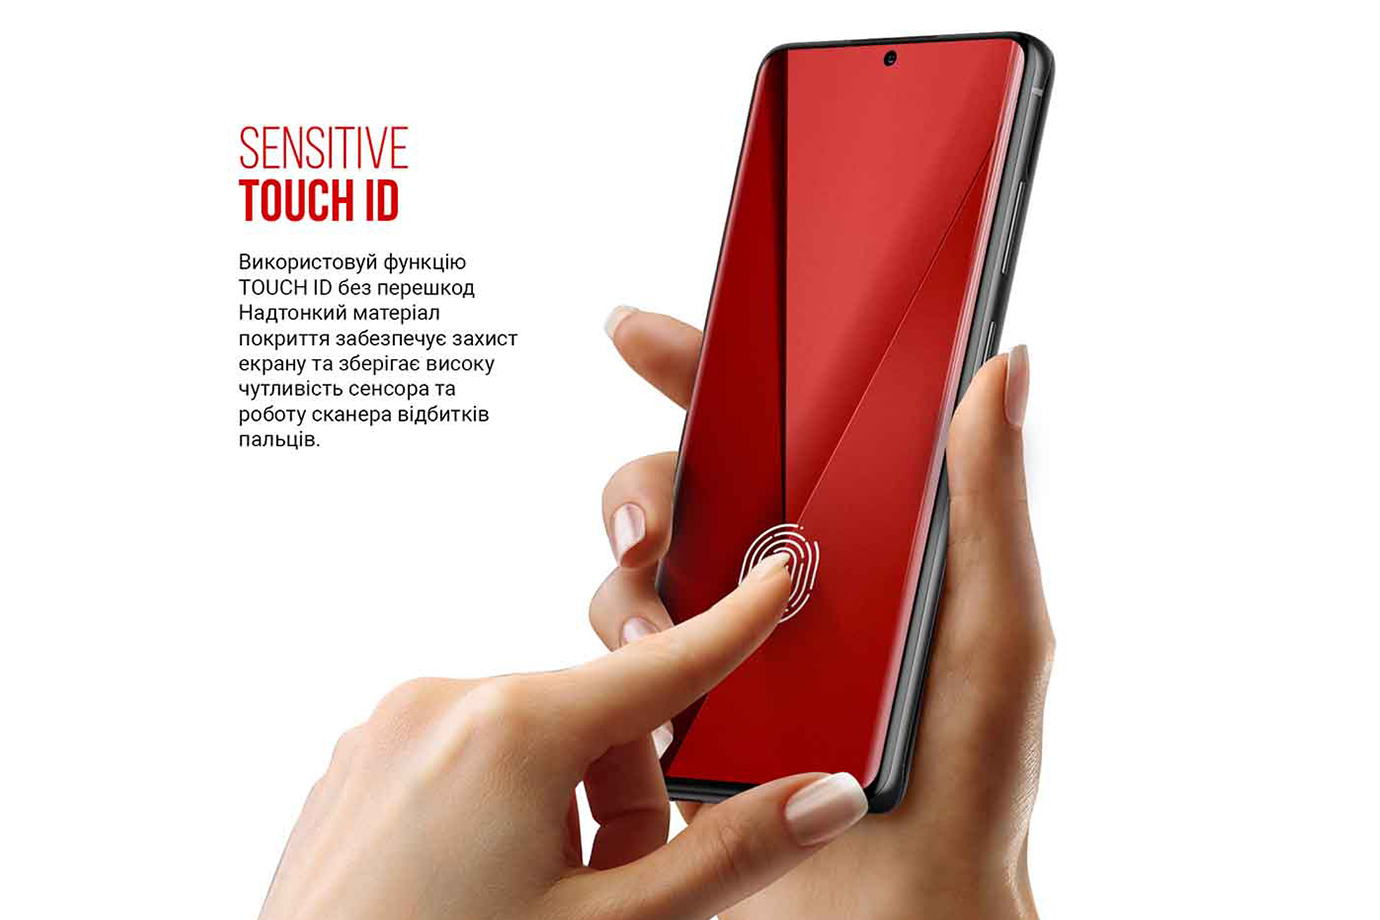 SENSITIVE
TOUCH ID
Використовуй функцію
TOUCH ID без перешкод
Надтонкий матеріал
покриття забезпечує захист
екрану та зберігає високу
чутливість сенсора та
роботу сканера відбитків
пальців.